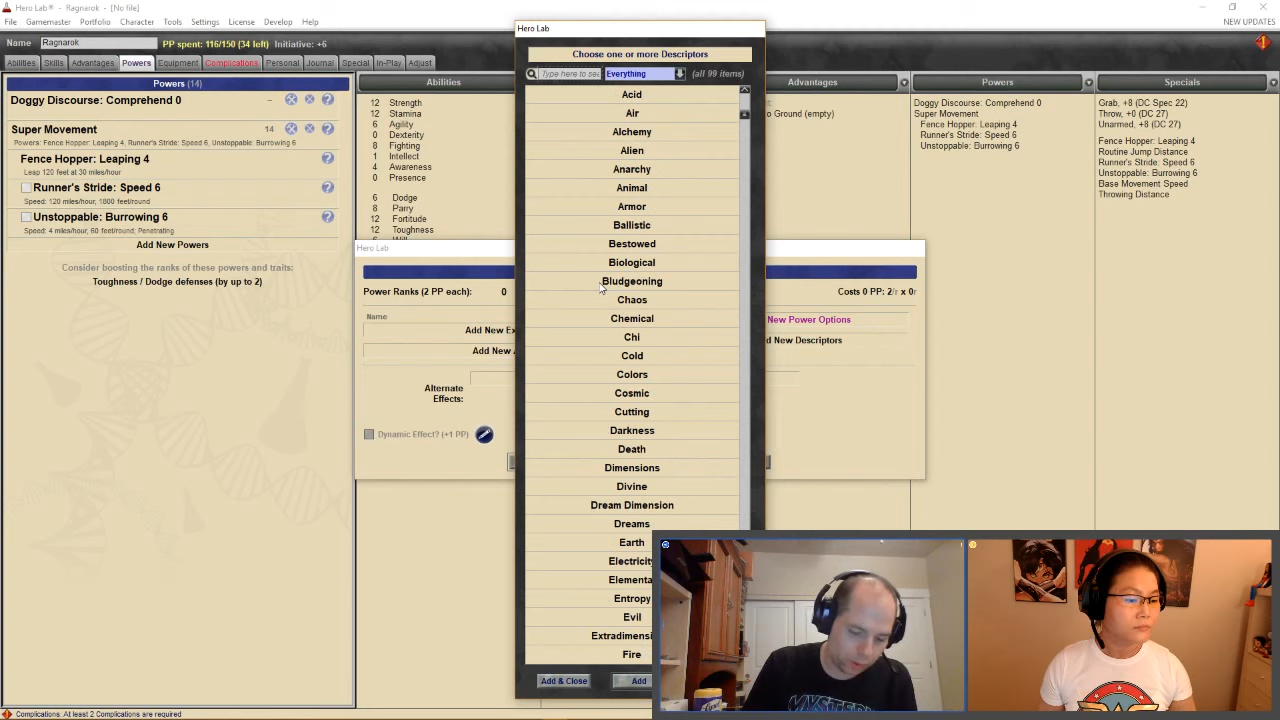 Hero Lab® - Ragnarok - [No file]
File Gamemaster Portfolio Character Tools Settings License Develop Help
NEW UPDATES
Name Ragnarok PP spent: 116/150 (34 left) Initiative: +6
Abilities Skills Advantages Powers Equipment Complications Personal Journal Special In-Play Adjust
Powers (14)
Doggy Discourse: Comprehend 0 –
Super Movement 14
Powers: Fence Hopper: Leaping 4, Runner's Stride: Speed 6, Unstoppable: Burrowing 6
Fence Hopper: Leaping 4
Leap 120 feet at 30 miles/hour
Runner's Stride: Speed 6
Speed: 120 miles/hour, 1800 feet/round
Unstoppable: Burrowing 6
Speed: 4 miles/hour, 60 feet/round; Penetrating
Add New Powers
Consider boosting the ranks of these powers and traits:
Toughness / Dodge defenses (by up to 2)
Abilities
12 Strength
12 Stamina
6 Agility
0 Dexterity
8 Fighting
1 Intellect
4 Awareness
0 Presence
6 Dodge
8 Parry
12 Fortitude
12 Toughness
Hero Lab
Power Ranks (2 PP each): 0
Name
Add New Ex
Add New A
Alternate
Effects:
Dynamic Effect? (+1 PP)
Costs 0 PP: 2/r x 0r
New Power Options
d New Descriptors
Hero Lab
Choose one or more Descriptors
Type here to sea Everything (all 99 items)
Acid
Air
Alchemy
Alien
Anarchy
Animal
Armor
Ballistic
Bestowed
Biological
Bludgeoning
Chaos
Chemical
Chi
Cold
Colors
Cosmic
Cutting
Darkness
Death
Dimensions
Divine
Dream Dimension
Dreams
Earth
Electricity
Elementa
Entropy
Evil
Extradimensi
Fire
Add & Close Add
Advantages
to Ground (empty)
Powers
Doggy Discourse: Comprehend 0
Super Movement
Fence Hopper: Leaping 4
Runner's Stride: Speed 6
Unstoppable: Burrowing 6
Specials
Grab, +8 (DC Spec 22)
Throw, +0 (DC 27)
Unarmed, +8 (DC 27)
Fence Hopper: Leaping 4
Routine Jump Distance
Runner's Stride: Speed 6
Unstoppable: Burrowing 6
Base Movement Speed
Throwing Distance
Complications: At least 2 Complications are required